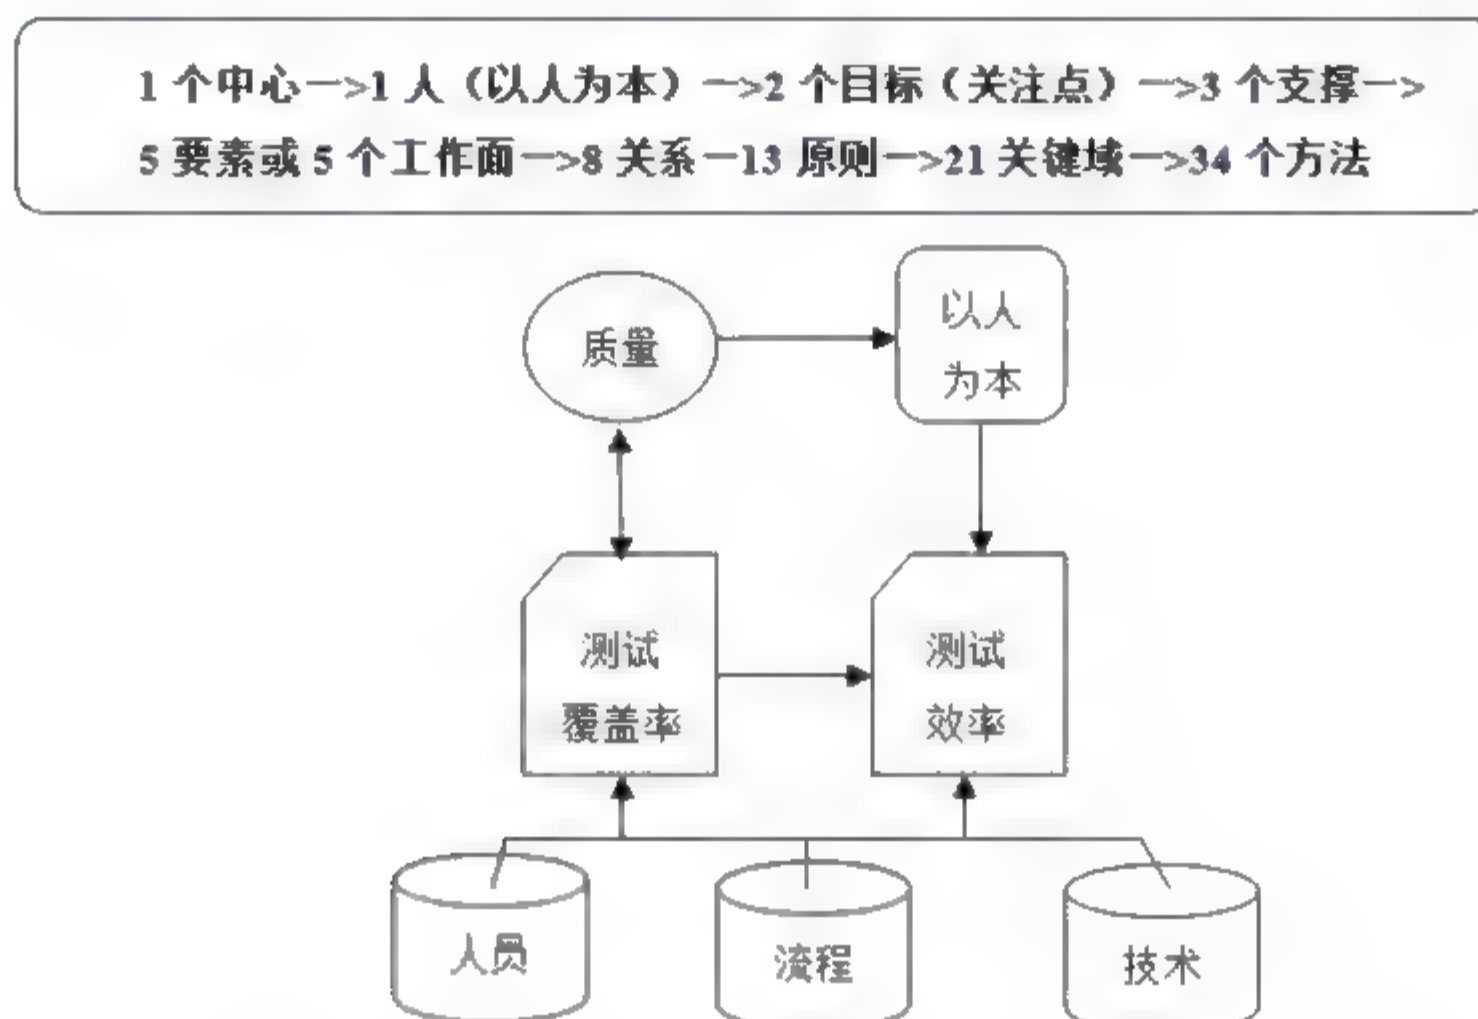 1 个中心—>1 人（以人为本）—>2 个目标（关注点）—>3 个支撑—>
5 要素或 5 个工作面—>8 关系—13 原则—>21 关键域—>34 个方法
质量
以人
为本
测试
覆盖率
测试
效率
人员
流程
技术